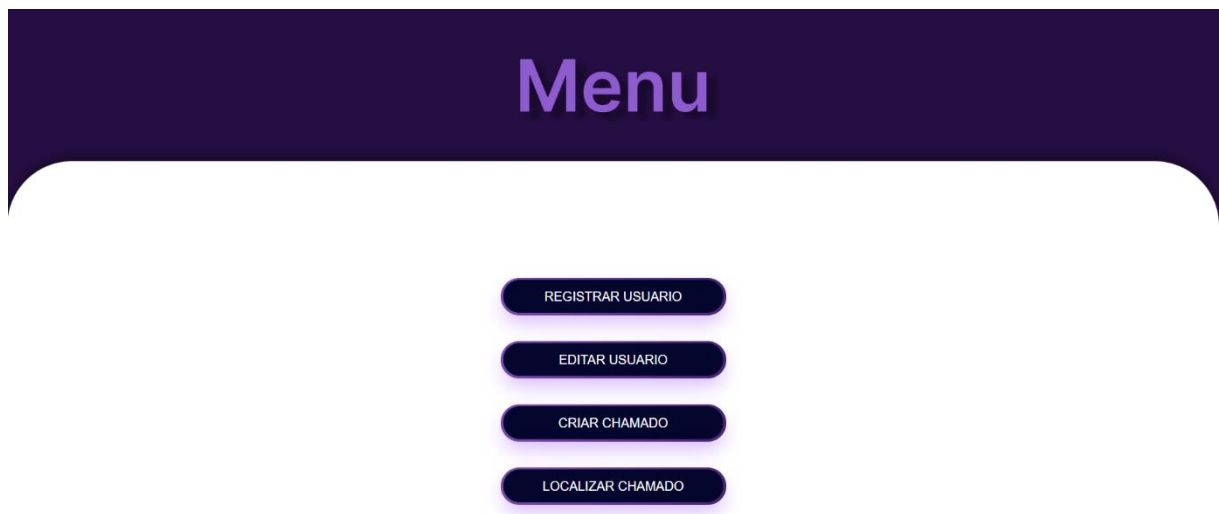 Menu
REGISTRAR USUARIO
EDITAR USUARIO
CRIAR CHAMADO
LOCALIZAR CHAMADO